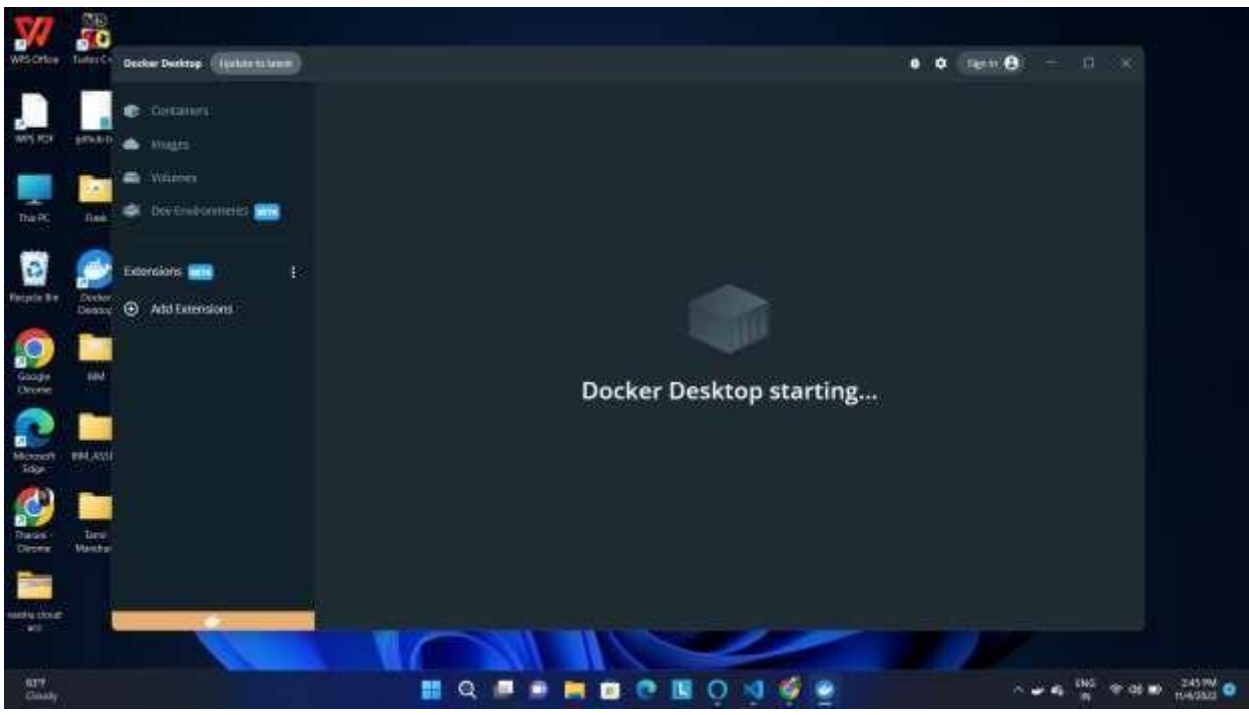 WPS Office
Docker Desktop
Update to latest
Sign in
WPS PDF
Containers
Images
Volumes
Dev Environments BETA
This PC
Extensions BETA
Add Extensions
Recycle Bin
Docker
Desktop
Google
Chrome
BIM
Docker Desktop starting...
Microsoft
Edge
Chrome
Cloudy
ENG
IN
2:45 PM